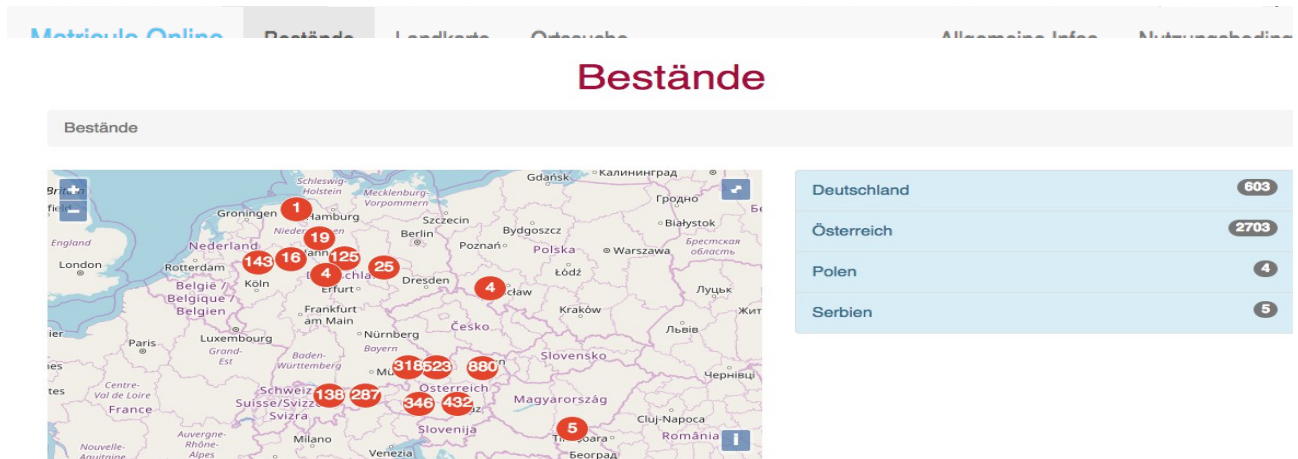 Matricula Online Bestände Landkarte Ortssuche Allgemeine Infos
Bestände
Bestände
Deutschland 603
Österreich 2703
Polen 4
Serbien 5
Schleswig-
Holstein
Mecklenburg-
Vorpommern
Gdańsk
Калининград
Гродно
Groningen
1
Hamburg
Szczecin
Bydgoszcz
Białystok
19
Berlin
England
Nederland
143
16
125
Poznań
Polska
Warszawa
Брестская
область
London
Rotterdam
4
25
Łódź
België /
Belgique /
Belgien
Köln
Erfurt
Dresden
4
Луцьк
Frankfurt
am Main
Kraków
Жит
Paris
Luxembourg
Nürnberg
Česko
Львів
Grand-
Est
Baden-
Württemberg
Bayern
318
523
880
Slovensko
Чернівці
Centre-
Val de Loire
France
Suisse/Svizz
Svizra
138
287
Österreich
346
432
Magyarország
Slovenija
5
Cluj-Napoca
România
i
Auvergne-
Rhône-
Alpes
Milano
Venezia
Београд
Nouvelle-
Aquitaine